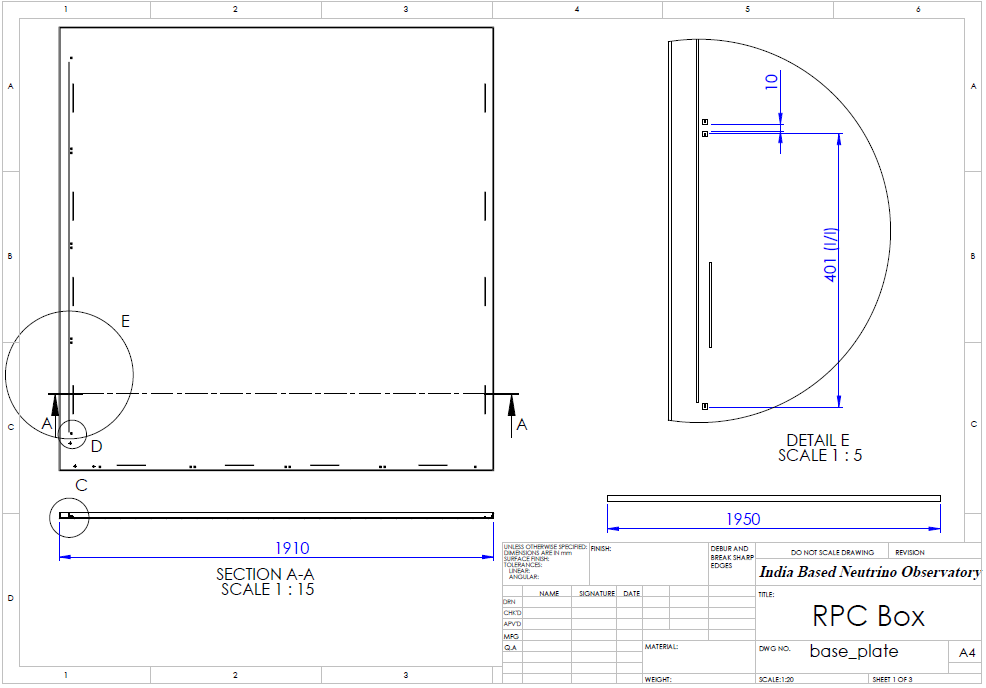 1 2 3 4 5 6
A A
10
B B
401 (I/I)
E
A A
C C
D
DETAIL E
SCALE 1 : 5
C
1950
1910
SECTION A-A
SCALE 1 : 15
D
UNLESS OTHERWISE SPECIFIED:
DIMENSIONS ARE IN mm
SURFACE FINISH:
TOLERANCES:
LINEAR:
ANGULAR:
FINISH:
DEBUR AND
BREAK SHARP
EDGES
DO NOT SCALE DRAWING
REVISION
India Based Neutrino Observatory
NAME SIGNATURE DATE
DRN
CHK'D
APV'D
MFG
Q.A
TITLE:
RPC Box
MATERIAL:
DWG NO.
base_plate
A4
WEIGHT:
SCALE:1:20
SHEET 1 OF 3
1 2 3